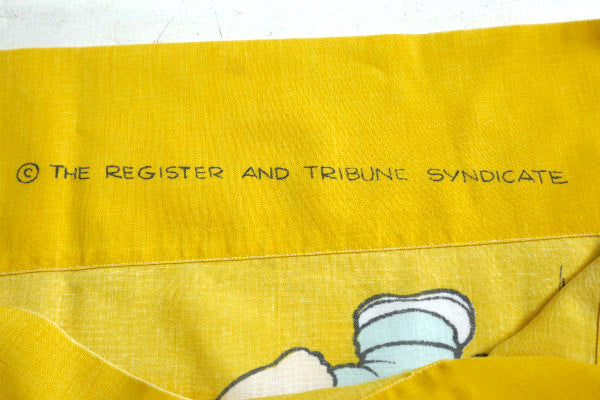 © THE REGISTER AND TRIBUNE SYNDICATE